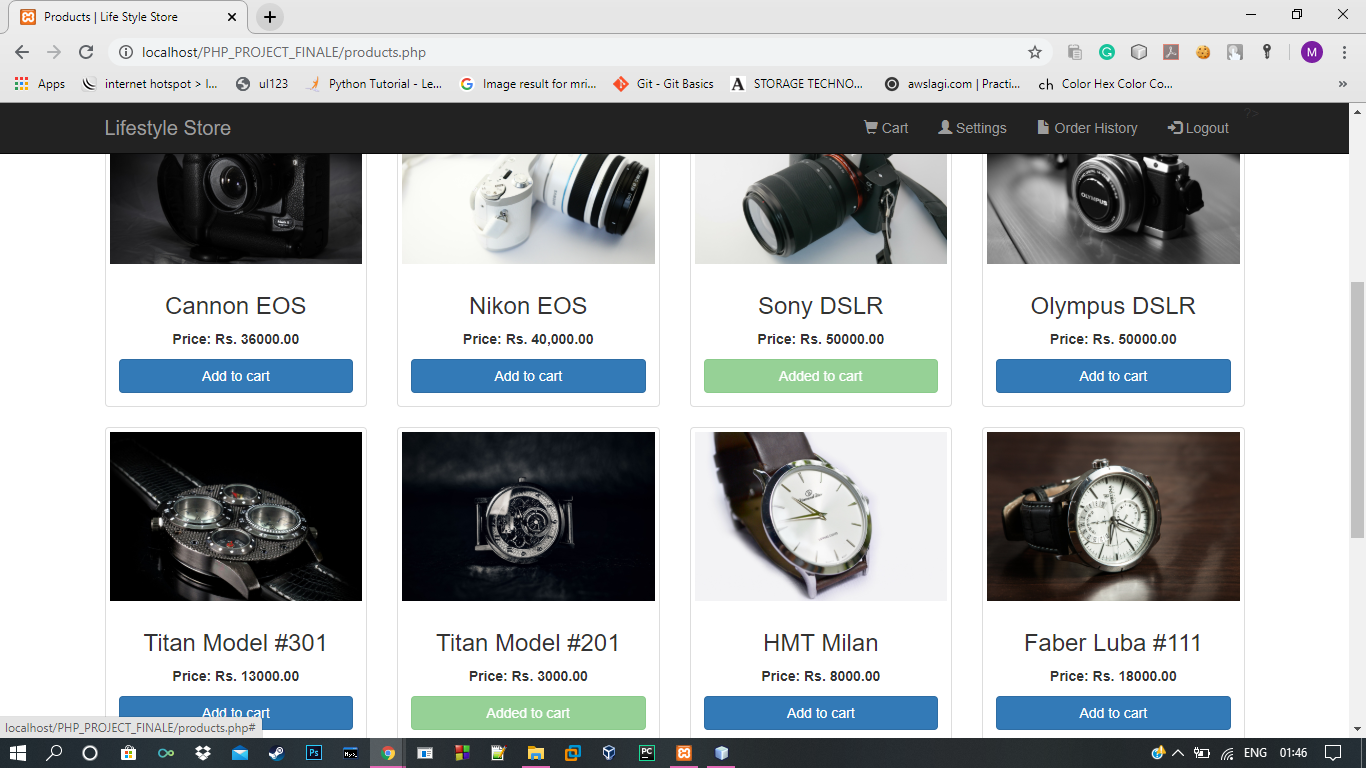 Products | Life Style Store
localhost/PHP_PROJECT_FINALE/products.php
M
Apps
internet hotspot > l...
ul123
Python Tutorial - Le...
Image result for mri...
Git - Git Basics
A STORAGE TECHNO...
awslagi.com | Practi...
ch Color Hex Color Co...
»
Lifestyle Store
Cart
Settings
Order History
Logout
?>
OLYMPUS
Cannon EOS
Nikon EOS
Sony DSLR
Olympus DSLR
Price: Rs. 36000.00
Price: Rs. 40,000.00
Price: Rs. 50000.00
Price: Rs. 50000.00
Add to cart
Add to cart
Added to cart
Add to cart
Titan Model #301
Titan Model #201
HMT Milan
Faber Luba #111
Price: Rs. 13000.00
Price: Rs. 3000.00
Price: Rs. 8000.00
Price: Rs. 18000.00
Add to cart
Added to cart
Add to cart
Add to cart
localhost/PHP_PROJECT_FINALE/products.php#
Ps
PC
ENG
01:46